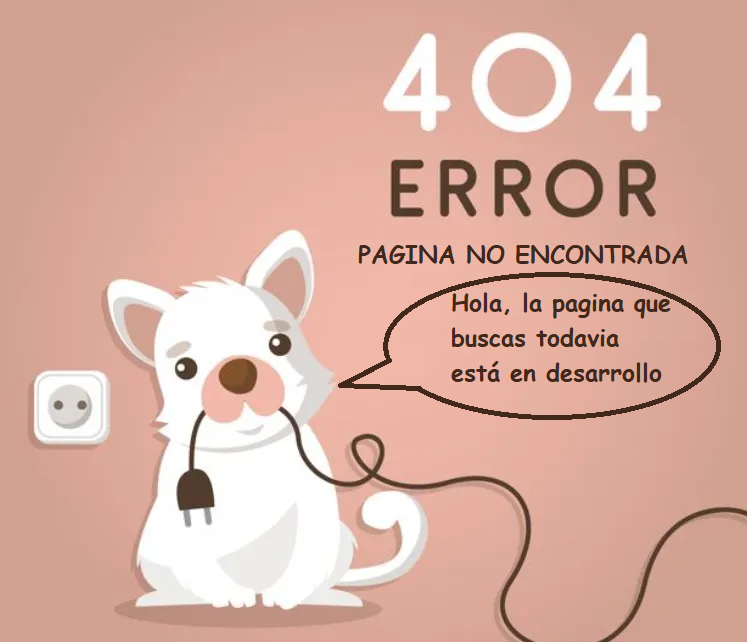 404
ERROR
PAGINA NO ENCONTRADA
Hola, la pagina que
buscas todavia
está en desarrollo